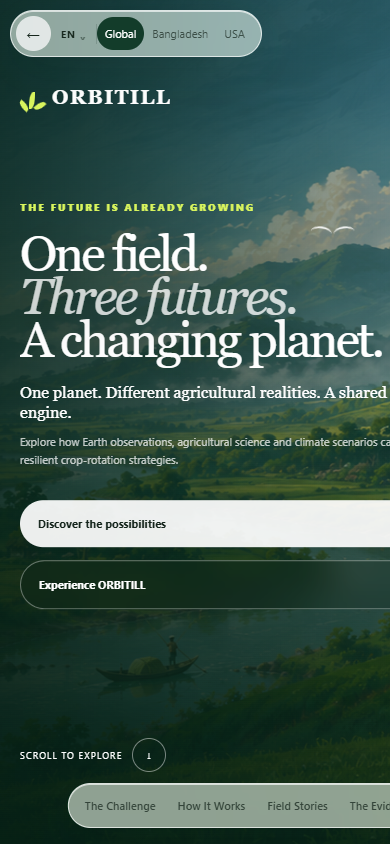 ← EN Global Bangladesh USA
ORBITILL
THE FUTURE IS ALREADY GROWING
One field.
Three futures.
A changing planet.
One planet. Different agricultural realities. A shared
engine.
Explore how Earth observations, agricultural science and climate scenarios
resilient crop-rotation strategies.
Discover the possibilities
Experience ORBITILL
SCROLL TO EXPLORE ↓
The Challenge How It Works Field Stories The